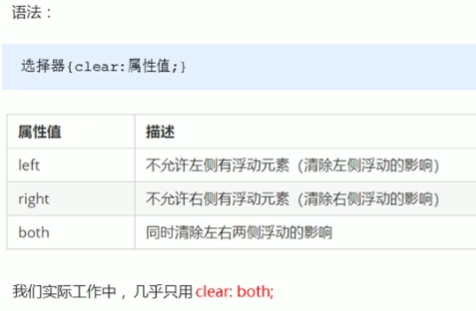 语法：
选择器{clear:属性值;}
属性值 描述
left 不允许左侧有浮动元素（清除左侧浮动的影响）
right 不允许右侧有浮动元素（清除右侧浮动的影响）
both 同时清除左右两侧浮动的影响
我们实际工作中，几乎只用 clear: both;